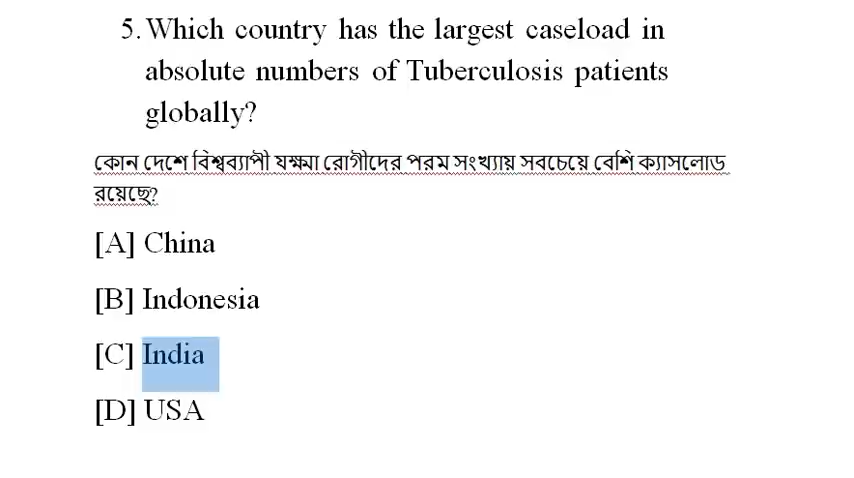 5. Which country has the largest caseload in
absolute numbers of Tuberculosis patients
globally?
কোন দেশে বিশ্বব্যাপী যক্ষ্মা রোগীদের পরম সংখ্যায় সবচেয়ে বেশি ক্যাসলোড
রয়েছে?
[A] China
[B] Indonesia
[C] India
[D] USA